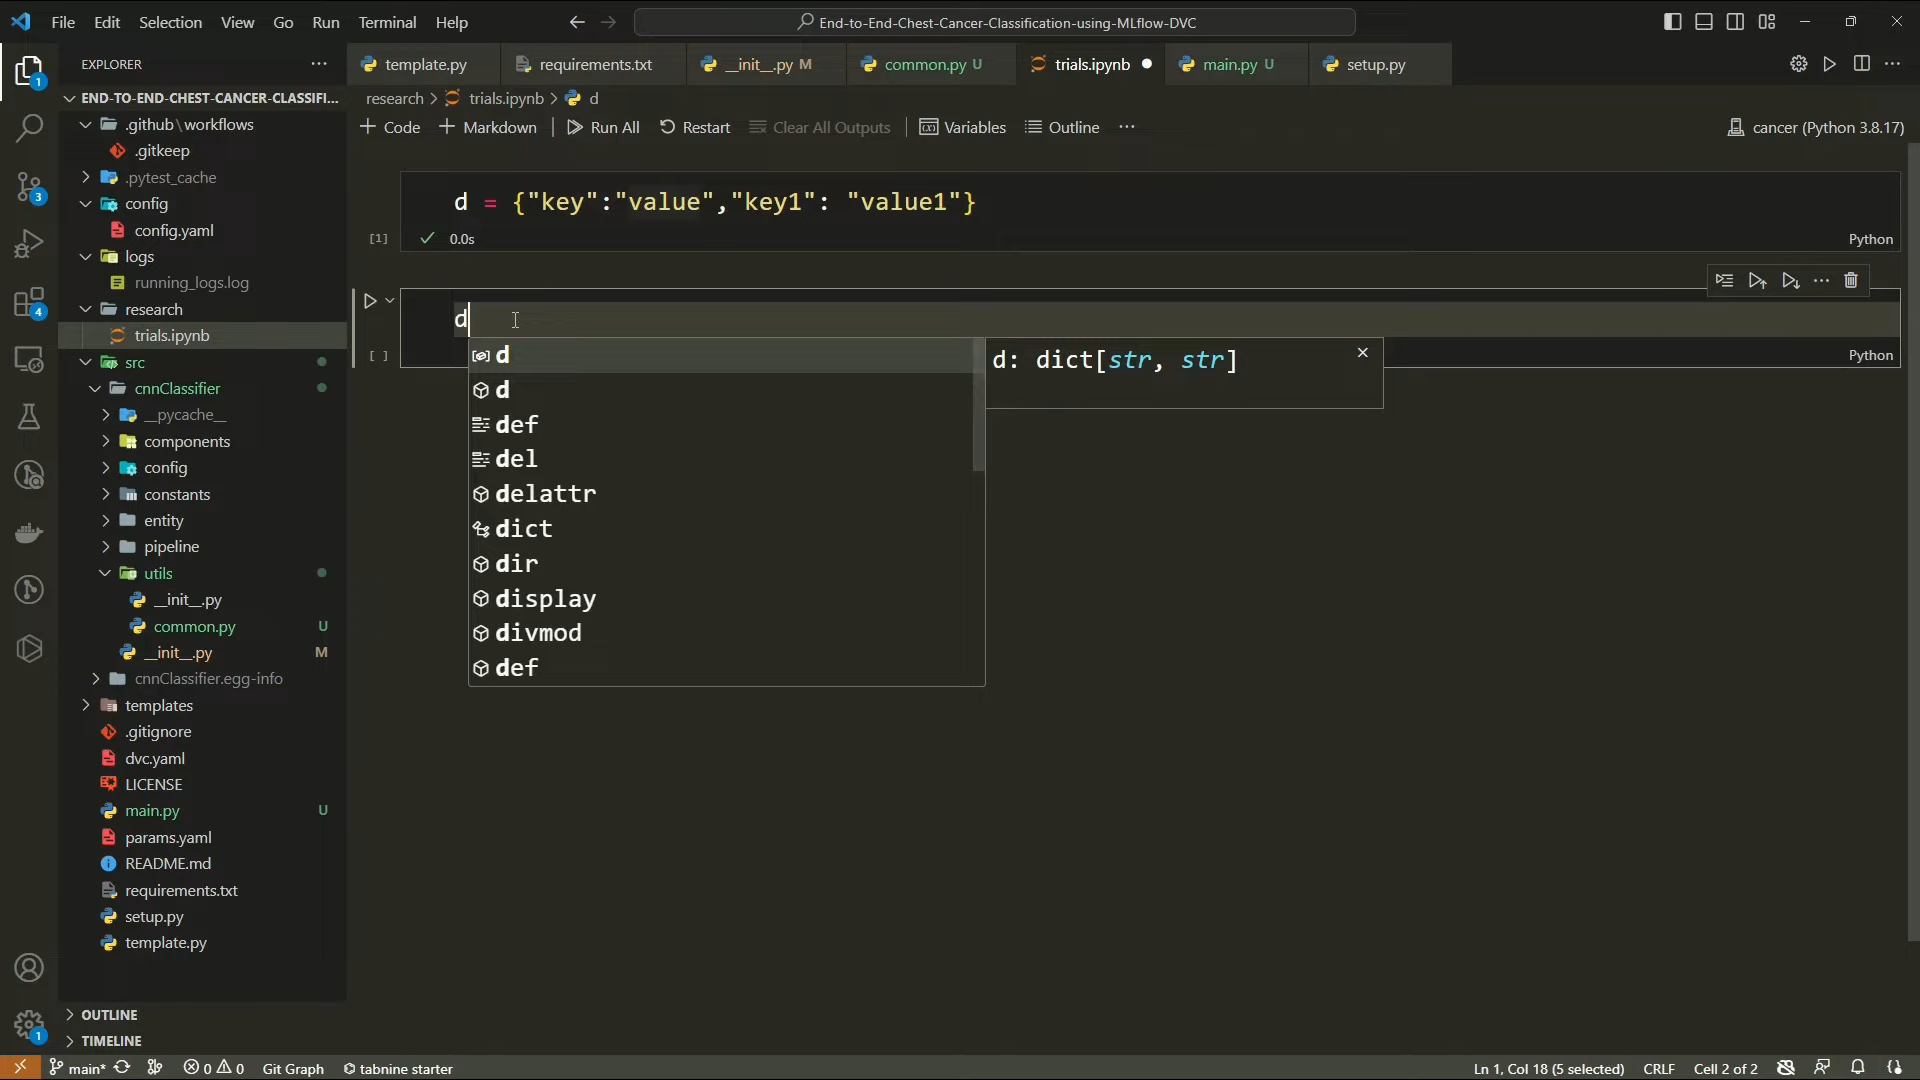 File Edit Selection View Go Run Terminal Help
End-to-End-Chest-Cancer-Classification-using-MLflow-DVC
EXPLORER
template.py requirements.txt __init__.py M common.py U trials.ipynb main.py U setup.py
END-TO-END-CHEST-CANCER-CLASSIFI...
research > trials.ipynb > d
.github\workflows
Code Markdown Run All Restart Clear All Outputs Variables Outline
cancer (Python 3.8.17)
.gitkeep
.pytest_cache
config
d = {"key":"value","key1": "value1"}
config.yaml
[1] 0.0s Python
logs
running_logs.log
research
d
trials.ipynb
[ ] Python
d
d: dict[str, str]
d
def
del
delattr
dict
dir
display
divmod
def
src
cnnClassifier
__pycache__
components
config
constants
entity
pipeline
utils
__init__.py
common.py U
__init__.py M
cnnClassifier.egg-info
templates
.gitignore
dvc.yaml
LICENSE
main.py U
params.yaml
README.md
requirements.txt
setup.py
template.py
OUTLINE
TIMELINE
1
3
4
1
main* 0 0 Git Graph tabnine starter Ln 1, Col 18 (5 selected) CRLF Cell 2 of 2